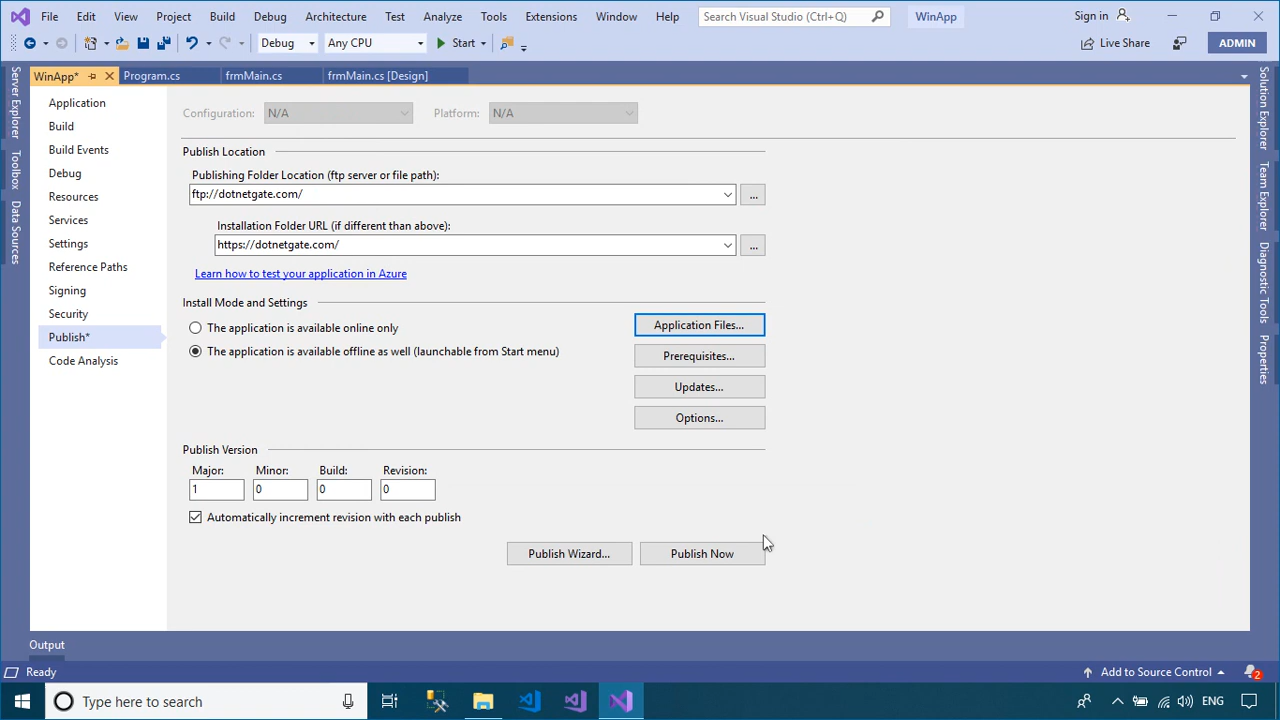 File Edit View Project Build Debug Architecture Test Analyze Tools Extensions Window Help Search Visual Studio (Ctrl+Q) WinApp Sign in
Debug Any CPU Start Live Share ADMIN
WinApp* Program.cs frmMain.cs frmMain.cs [Design]
Server Explorer
Toolbox
Data Sources
Application
Build
Build Events
Debug
Resources
Services
Settings
Reference Paths
Signing
Security
Publish*
Code Analysis
Configuration: N/A Platform: N/A
Publish Location
Publishing Folder Location (ftp server or file path):
ftp://dotnetgate.com/ ...
Installation Folder URL (if different than above):
https://dotnetgate.com/ ...
Learn how to test your application in Azure
Install Mode and Settings
The application is available online only
The application is available offline as well (launchable from Start menu)
Application Files...
Prerequisites...
Updates...
Options...
Publish Version
Major: Minor: Build: Revision:
1 0 0 0
Automatically increment revision with each publish
Publish Wizard... Publish Now
Solution Explorer
Team Explorer
Diagnostic Tools
Properties
Output
Ready Add to Source Control 2
Type here to search ENG